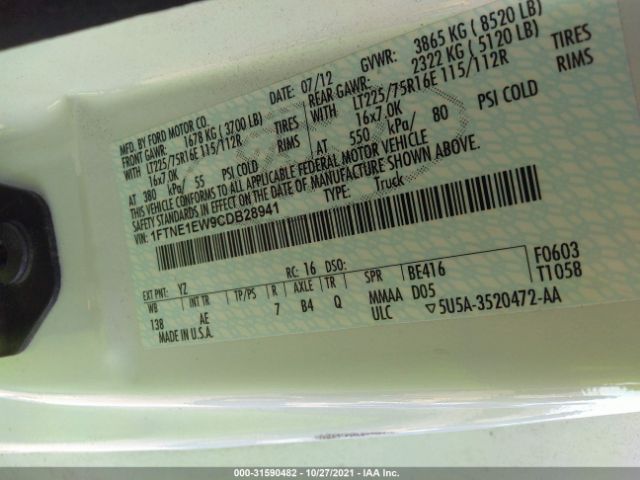 MFD. BY FORD MOTOR CO.
DATE: 07/12 GVWR: 3865 KG ( 8520 LB)
FRONT GAWR: 1678 KG ( 3700 LB) REAR GAWR: 2322 KG ( 5120 LB)
WITH LT225/75R16E 115/112R TIRES WITH LT225/75R16E 115/112R TIRES
16x7.0K RIMS 16x7.0K RIMS
AT 380 kPa/ 55 PSI COLD AT 550 kPa/ 80 PSI COLD
THIS VEHICLE CONFORMS TO ALL APPLICABLE FEDERAL MOTOR VEHICLE
SAFETY STANDARDS IN EFFECT ON THE DATE OF MANUFACTURE SHOWN ABOVE.
VIN: 1FTNE1EW9CDB28941 TYPE: Truck
F0603
EXT PNT: YZ RC: 16 DSO: T1058
WB INT TR TP/PS R AXLE TR SPR BE416
138 AE 7 B4 Q MMAA D05
MADE IN U.S.A. ULC ▽5U5A-3520472-AA
000-31590482 - 10/27/2021 - IAA Inc.